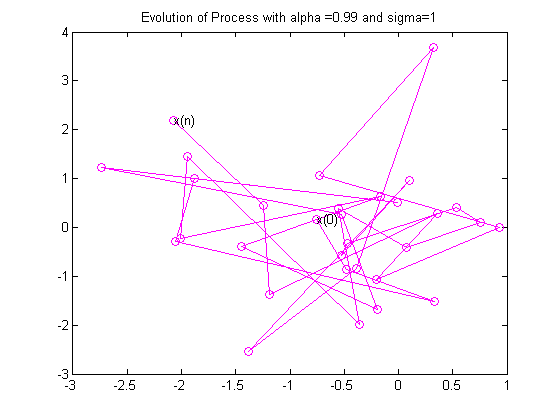 Evolution of Process with alpha =0.99 and sigma=1
4
3
2
1
0
-1
-2
-3
x(n)
x(0)
-3 -2.5 -2 -1.5 -1 -0.5 0 0.5 1